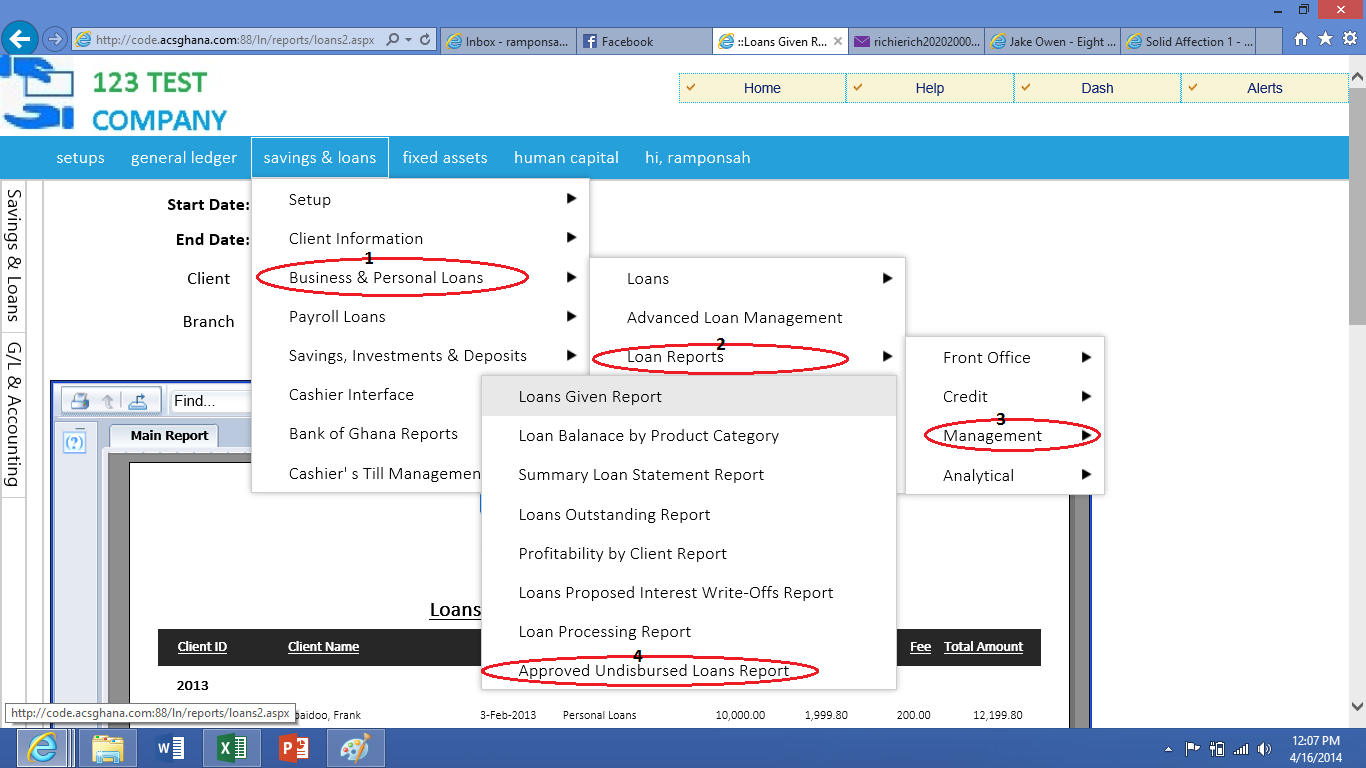 http://code.acsghana.com:88/ln/reports/loans2.aspx
Inbox - ramponsa...
Facebook
::Loans Given R...
richierich20202000...
Jake Owen - Eight ...
Solid Affection 1 - ...
123 TEST
COMPANY
Home
Help
Dash
Alerts
setups
general ledger
savings & loans
fixed assets
human capital
hi, ramponsah
Savings & Loans
G/L & Accounting
Start Date:
End Date:
Client
Branch
Setup
Client Information
1
Business & Personal Loans
Payroll Loans
Savings, Investments & Deposits
Cashier Interface
Bank of Ghana Reports
Cashier' s Till Managemen
Loans
Advanced Loan Management
2
Loan Reports
Front Office
Credit
3
Management
Analytical
Loans Given Report
Loan Balanace by Product Category
Summary Loan Statement Report
Loans Outstanding Report
Profitability by Client Report
Loans Proposed Interest Write-Offs Report
Loan Processing Report
4
Approved Undisbursed Loans Report
Find...
Main Report
Loans
Client ID Client Name Fee Total Amount
2013
baidoo, Frank 3-Feb-2013 Personal Loans 10,000.00 1,999.80 200.00 12,199.80
http://code.acsghana.com:88/ln/reports/loans2.aspx
12:07 PM
4/16/2014